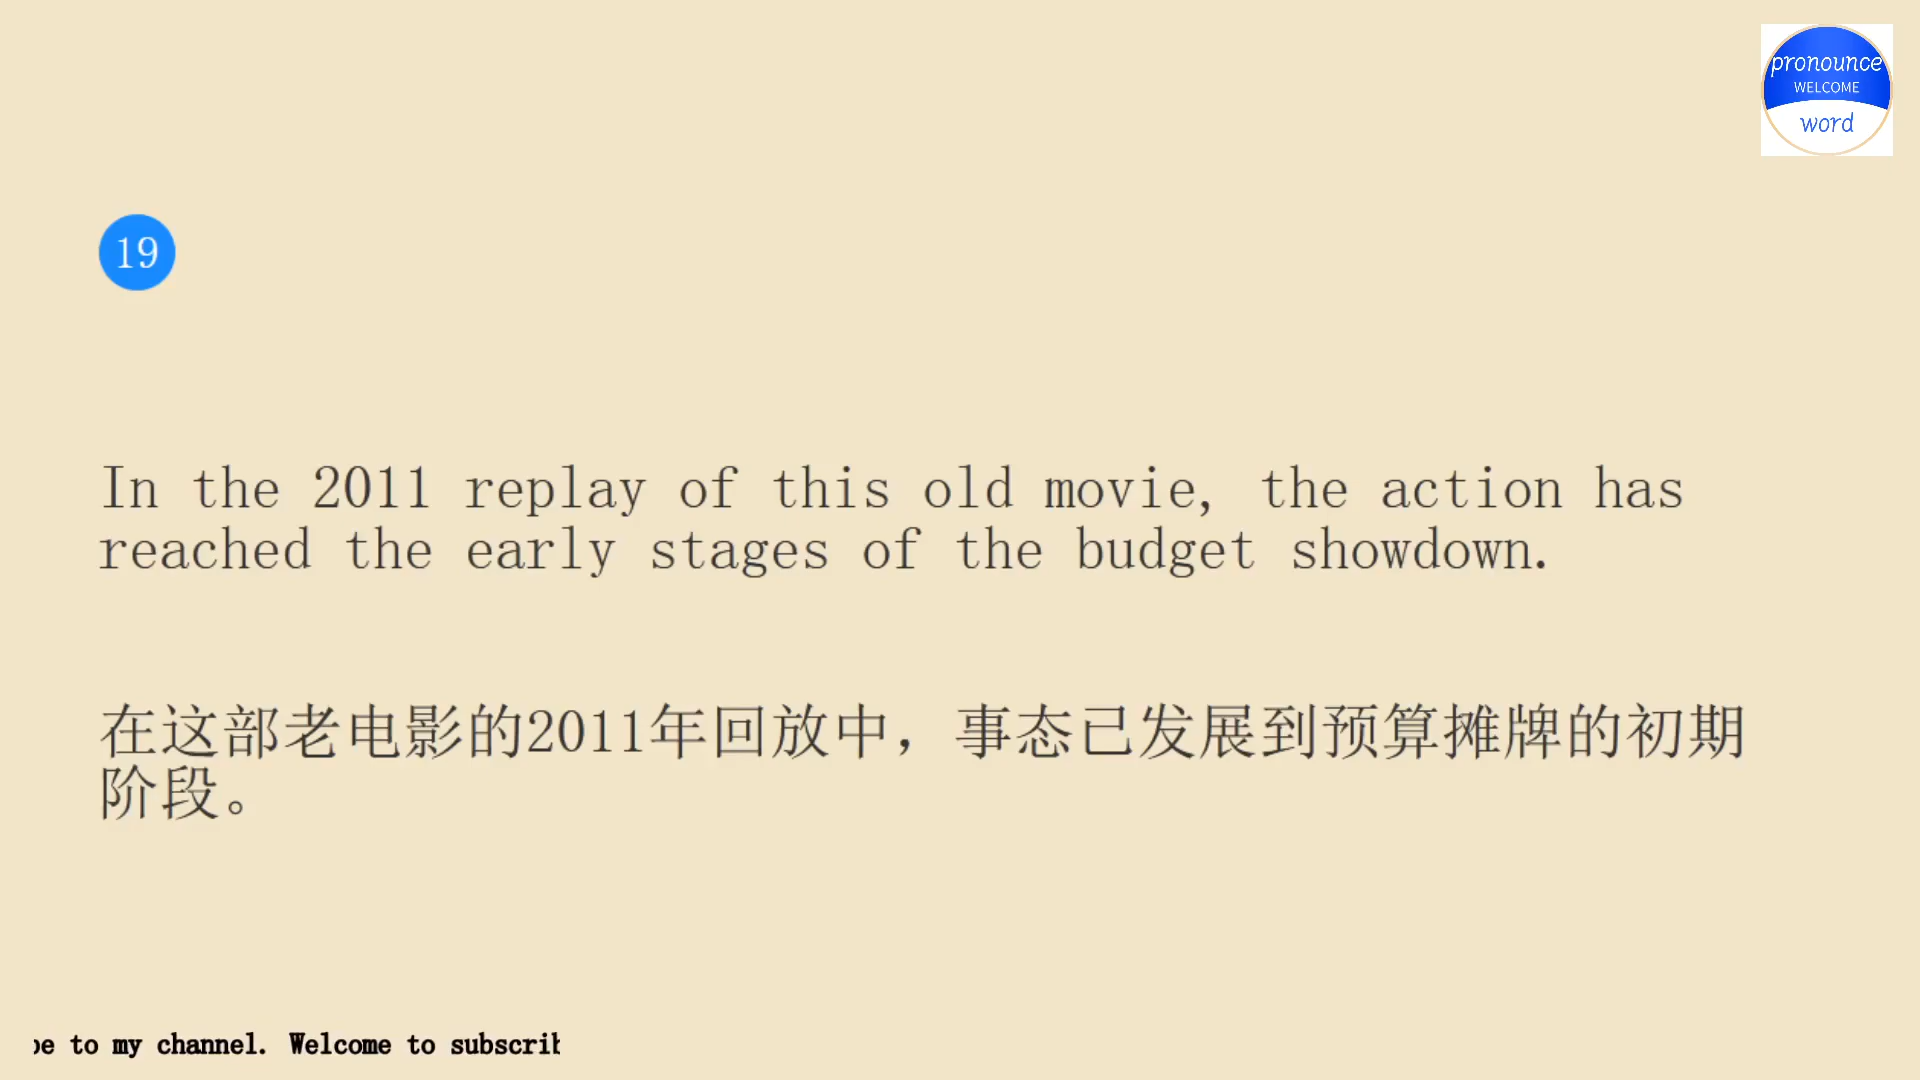 pronounce
WELCOME
word
19
In the 2011 replay of this old movie, the action has
reached the early stages of the budget showdown.
在这部老电影的2011年回放中，事态已发展到预算摊牌的初期
阶段。
to my channel. Welcome to